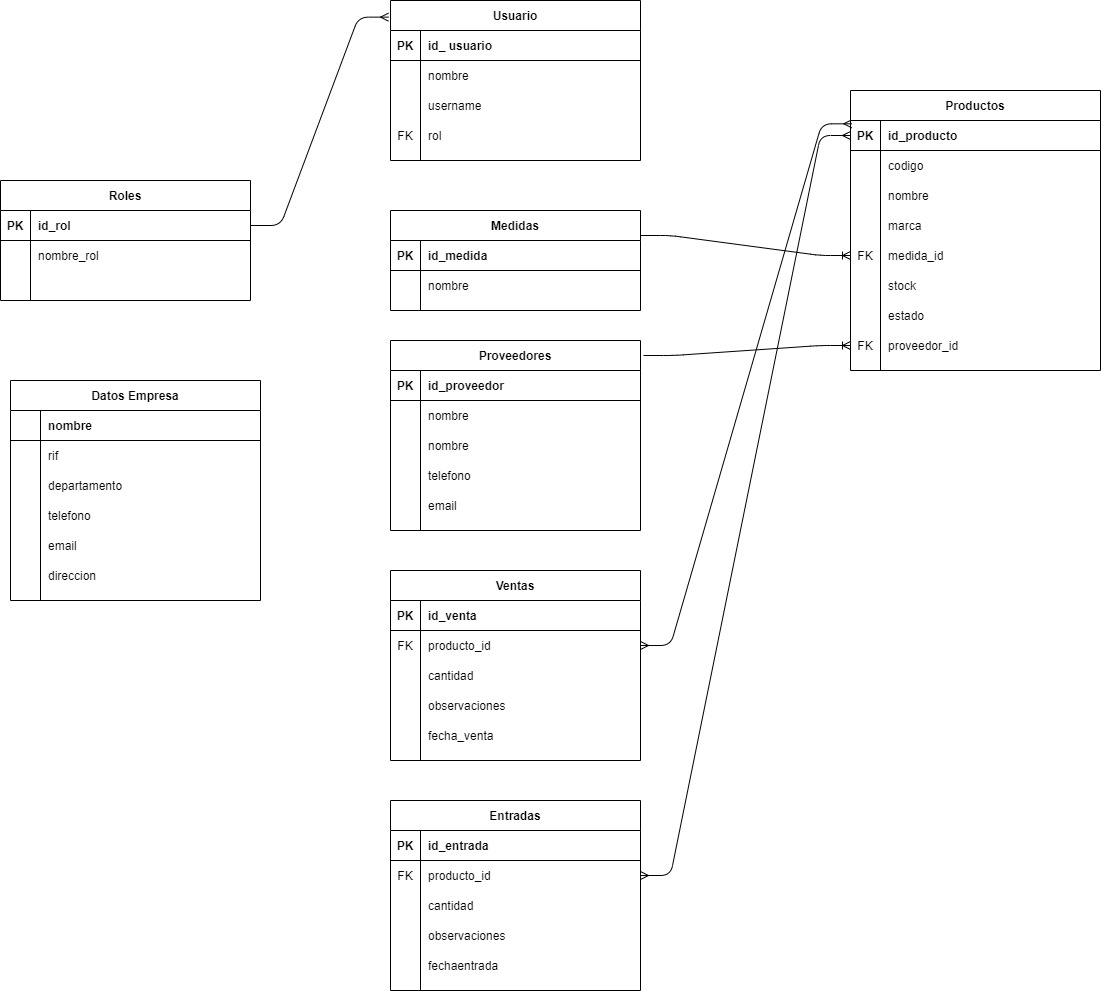 Usuario
PK id_ usuario
nombre
username
FK rol
Roles
PK id_rol
nombre_rol
Datos Empresa
nombre
rif
departamento
telefono
email
direccion
Medidas
PK id_medida
nombre
Proveedores
PK id_proveedor
nombre
nombre
telefono
email
Ventas
PK id_venta
FK producto_id
cantidad
observaciones
fecha_venta
Entradas
PK id_entrada
FK producto_id
cantidad
observaciones
fechaentrada
Productos
PK id_producto
codigo
nombre
marca
FK medida_id
stock
estado
FK proveedor_id